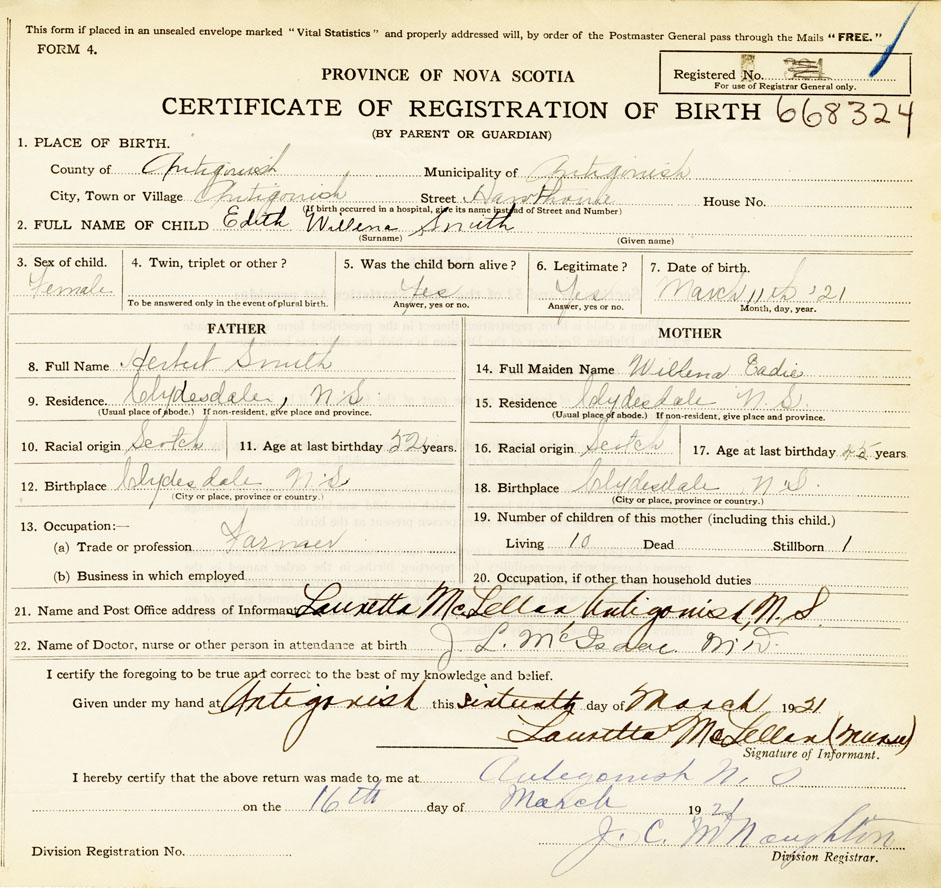 This form if placed in an unsealed envelope marked "Vital Statistics" and properly addressed will, by order of the Postmaster General pass through the Mails "FREE."
FORM 4.
Registered No.
For use of Registrar General only.
PROVINCE OF NOVA SCOTIA
CERTIFICATE OF REGISTRATION OF BIRTH 668324
(BY PARENT OR GUARDIAN)
1. PLACE OF BIRTH.
County of Antigonish Municipality of Antigonish
City, Town or Village Antigonish Street Hawthorne House No.
(If birth occurred in a hospital, give its name instead of Street and Number)
2. FULL NAME OF CHILD Edith Willena Smith
(Surname) (Given name)
3. Sex of child. 4. Twin, triplet or other? 5. Was the child born alive? 6. Legitimate? 7. Date of birth.
Female Yes Yes March 11th '21
To be answered only in the event of plural birth. Answer, yes or no. Answer, yes or no. Month, day, year.
FATHER
8. Full Name Herbert Smith
9. Residence. Clydesdale, N.S
(Usual place of abode.) If non-resident, give place and province.
10. Racial origin Scotch 11. Age at last birthday 52 years.
12. Birthplace Clydesdale N.S
(City or place, province or country.)
13. Occupation:—
(a) Trade or profession Farmer
(b) Business in which employed
MOTHER
14. Full Maiden Name Willena Eadie
15. Residence Clydesdale N.S.
(Usual place of abode.) If non-resident, give place and province.
16. Racial origin Scotch 17. Age at last birthday 45 years
18. Birthplace Clydesdale N.S.
(City or place, province or country.)
19. Number of children of this mother (including this child.)
Living 10 Dead Stillborn 1
20. Occupation, if other than household duties
21. Name and Post Office address of Informant Lauretta McLellan, Antigonish, N.S.
22. Name of Doctor, nurse or other person in attendance at birth J. L. McIsaac M.D.
I certify the foregoing to be true and correct to the best of my knowledge and belief.
Given under my hand at Antigonish this sixteenth day of March 1921
Lauretta McLellan (nurse)
Signature of Informant.
I hereby certify that the above return was made to me at Antigonish N.S
on the 16th day of March 1921
J. C. McNaughton
Division Registration No. Division Registrar.